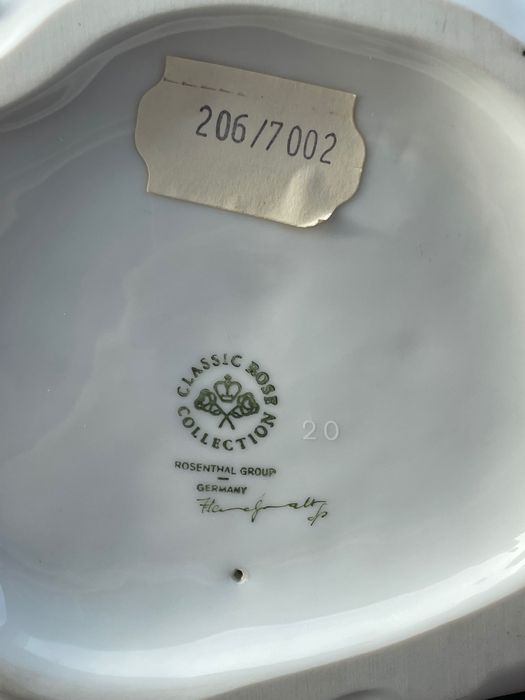 206/7002
CLASSIC ROSE
COLLECTION
20
ROSENTHAL GROUP
GERMANY